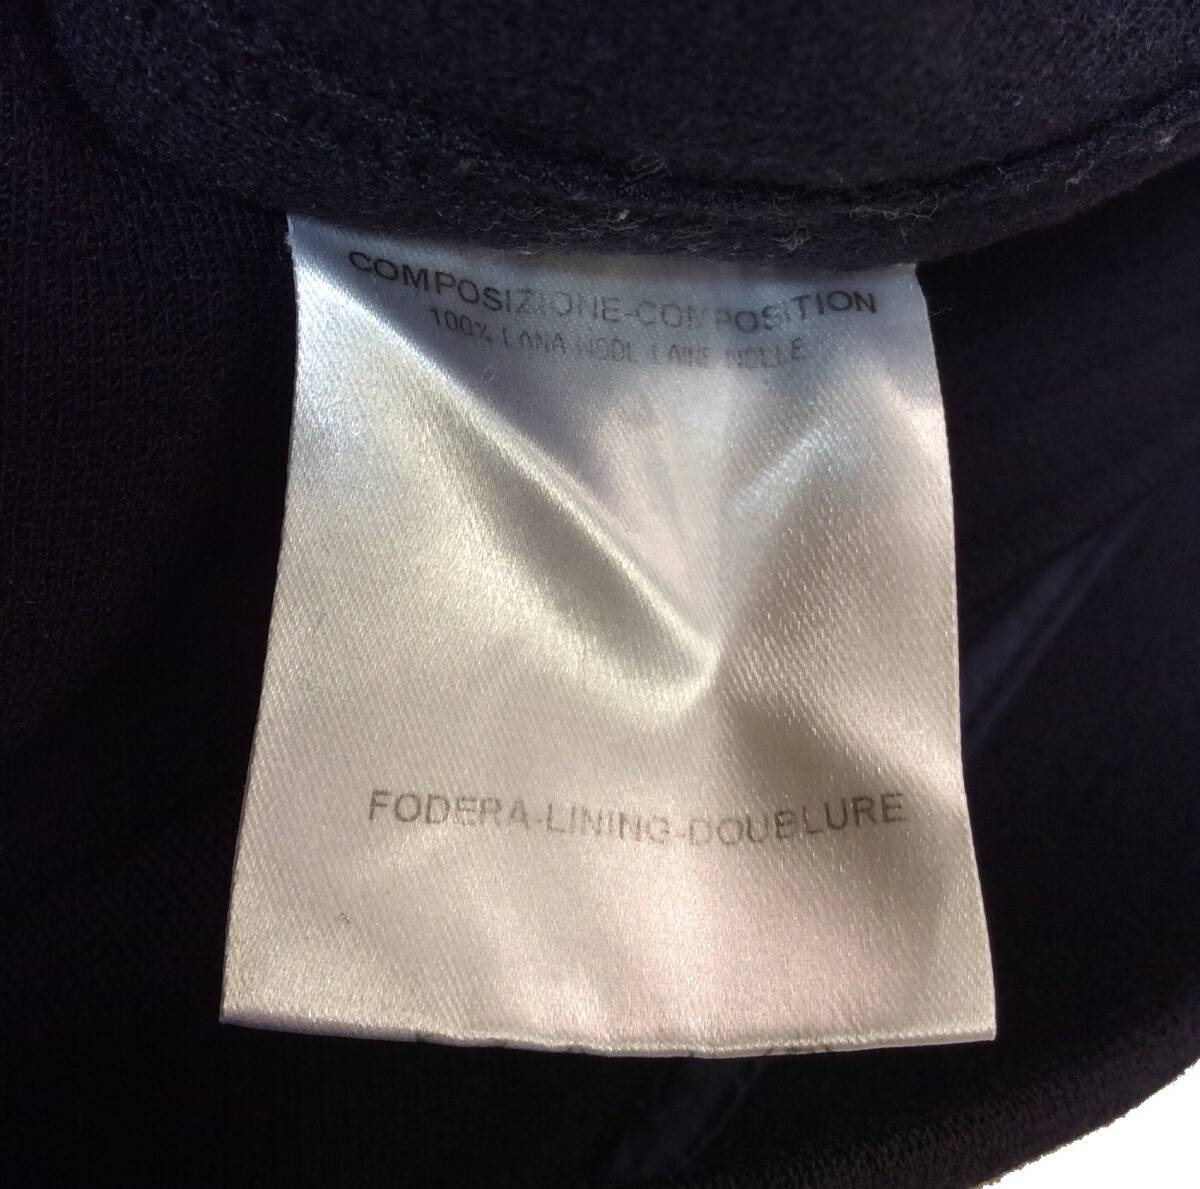 COMPOSIZIONE-COMPOSITION
100% LANA WOOL LAINE WOLLE
FODERA-LINING-DOUBLURE